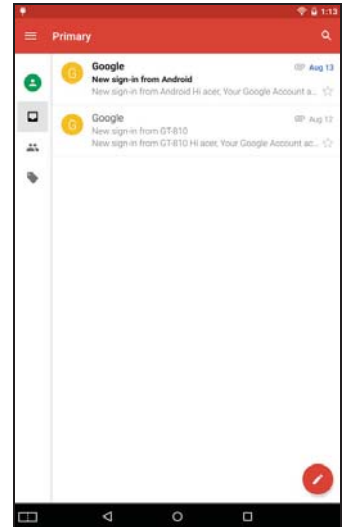 1:13
Primary
G
Google
Aug 13
New sign-in from Android
New sign-in from Android Hi acer, Your Google Account a...
G
Google
Aug 12
New sign-in from GT-810
New sign-in from GT-810 Hi acer, Your Google Account ac...